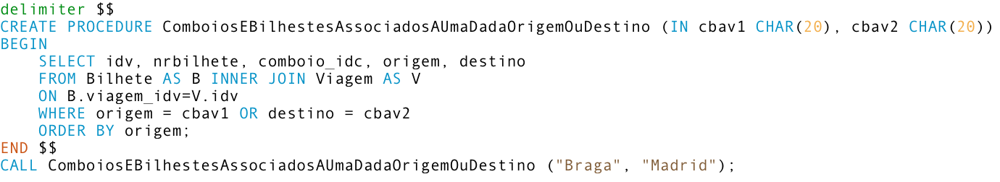 delimiter $$
CREATE PROCEDURE ComboiosEBilhestesAssociadosAUmaDadaOrigemOuDestino (IN cbav1 CHAR(20), cbav2 CHAR(20))
BEGIN
    SELECT idv, nrbilhete, comboio_idc, origem, destino
    FROM Bilhete AS B INNER JOIN Viagem AS V
    ON B.viagem_idv=V.idv
    WHERE origem = cbav1 OR destino = cbav2
    ORDER BY origem;
END $$
CALL ComboiosEBilhestesAssociadosAUmaDadaOrigemOuDestino ("Braga", "Madrid");